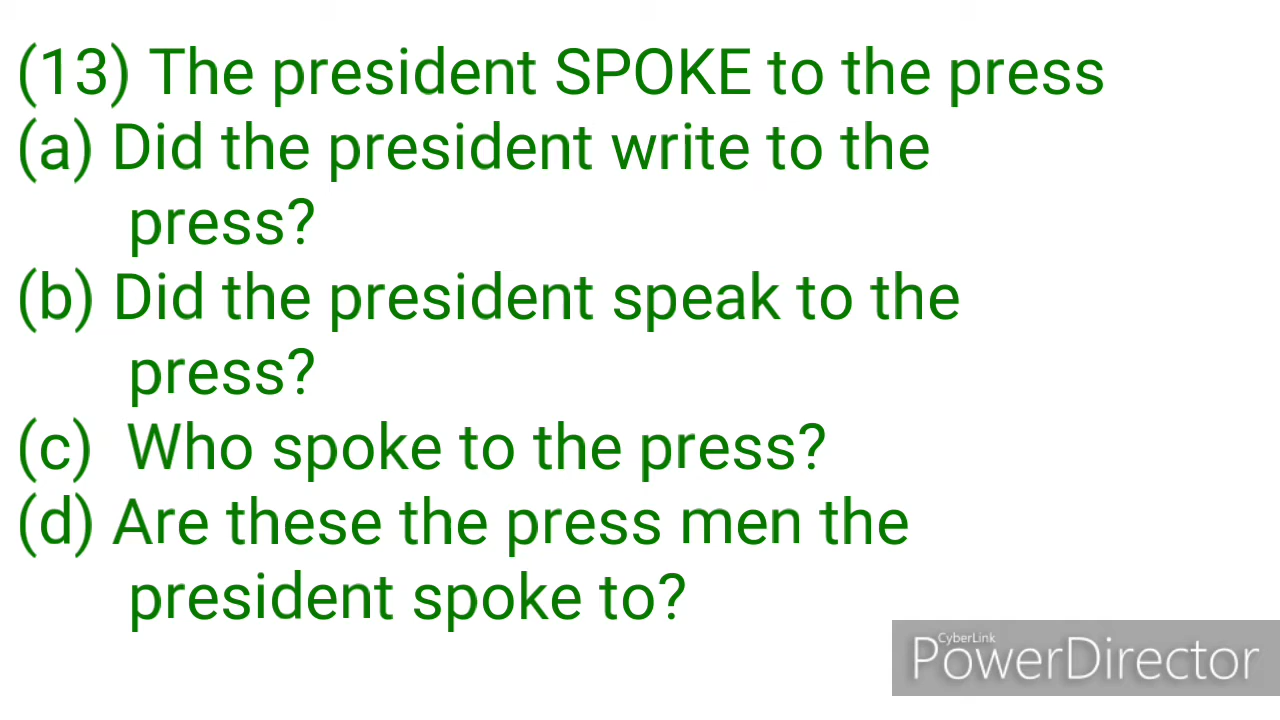 (13) The president SPOKE to the press
(a) Did the president write to the
press?
(b) Did the president speak to the
press?
(c) Who spoke to the press?
(d) Are these the press men the
president spoke to?
CyberLink
PowerDirector